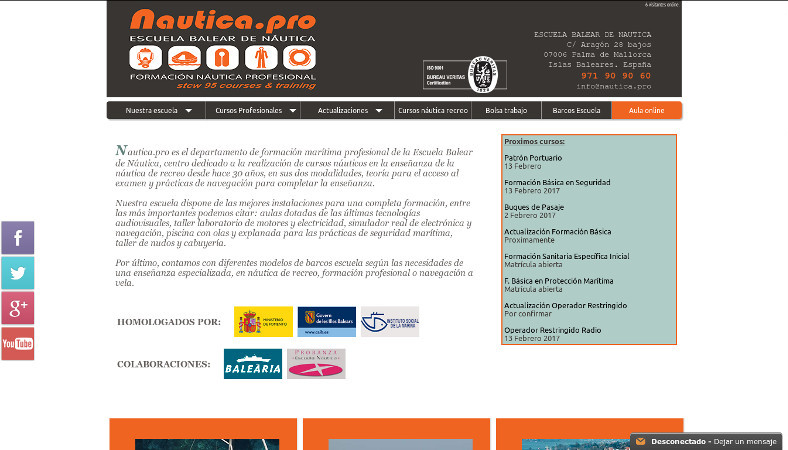 6 visitantes online
Nautica.pro
ESCUELA BALEAR DE NÁUTICA
FORMACIÓN NÁUTICA PROFESIONAL
stcw 95 courses & training
ISO 9001
BUREAU VERITAS
Certification
ESCUELA BALEAR DE NAUTICA
C/ Aragón 28 bajos
07006 Palma de Mallorca
Islas Baleares. España
971 90 90 60
info@nautica.pro
Nuestra escuela
Cursos Profesionales
Actualizaciones
Cursos náutica recreo
Bolsa trabajo
Barcos Escuela
Aula online
Nautica.pro es el departamento de formación marítima profesional de la Escuela Balear
de Náutica, centro dedicado a la realización de cursos náuticos en la enseñanza de la
náutica de recreo desde hace 30 años, en sus dos modalidades, teoría para el acceso al
examen y prácticas de navegación para completar la enseñanza.
Nuestra escuela dispone de las mejores instalaciones para una completa formación, entre
las más importantes podemos citar: aulas dotadas de las últimas tecnologías
audiovisuales, taller laboratorio de motores y electricidad, simulador real de electrónica y
navegación, piscina con olas y explanada para las prácticas de seguridad marítima,
taller de nudos y cabuyería.
Por último, contamos con diferentes modelos de barcos escuela según las necesidades de
una enseñanza especializada, en náutica de recreo, formación profesional o navegación a
vela.
HOMOLOGADOS POR:
MINISTERIO
DE FOMENTO
Govern
de les Illes Balears
www.caib.es
INSTITUTO SOCIAL
DE LA MARINA
COLABORACIONES:
BALEÀRIA
Proximos cursos:
Patrón Portuario
13 Febrero
Formación Básica en Seguridad
13 Febrero 2017
Buques de Pasaje
2 Febrero 2017
Actualización Formación Básica
Proximamente
Formación Sanitaria Específica Inicial
Matricula abierta
F. Básica en Protección Marítima
Matricula abierta
Actualización Operador Restringido
Por confirmar
Operador Restringido Radio
13 Febrero 2017
f
g+
YouTube
Desconectado - Dejar un mensaje